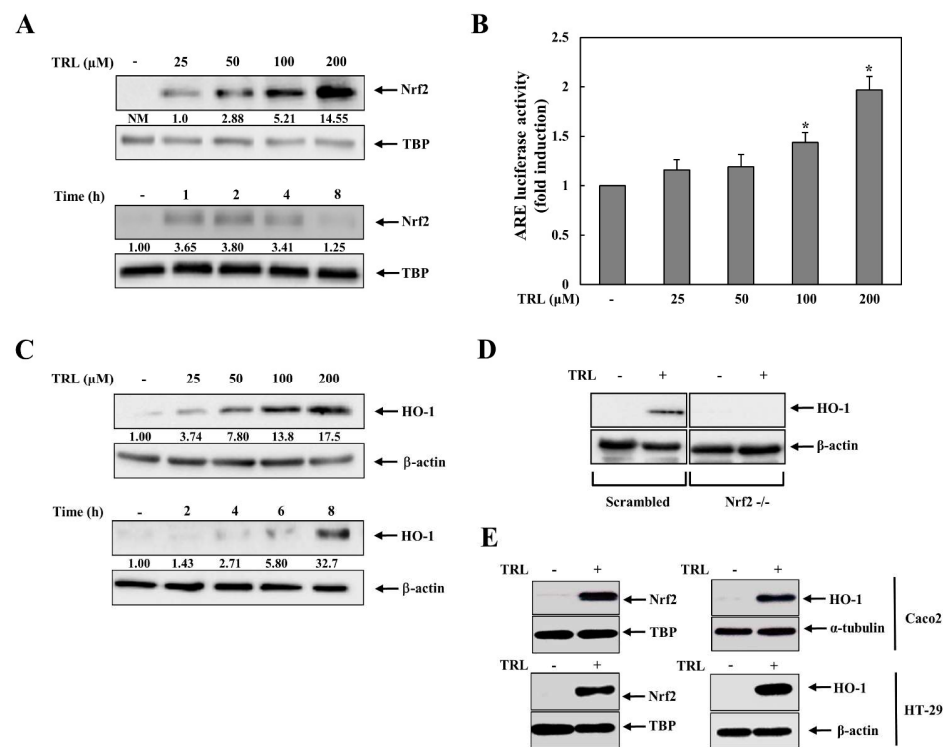 A
TRL (μM) - 25 50 100 200
Nrf2
NM 1.0 2.88 5.21 14.55
TBP
Time (h) - 1 2 4 8
Nrf2
1.00 3.65 3.80 3.41 1.25
TBP
B
ARE luciferase activity
(fold induction)
2.5
2
1.5
1
0.5
0
* *
TRL (μM) - 25 50 100 200
C
TRL (μM) - 25 50 100 200
HO-1
1.00 3.74 7.80 13.8 17.5
β-actin
Time (h) - 2 4 6 8
HO-1
1.00 1.43 2.71 5.80 32.7
β-actin
D
TRL - + - +
HO-1
β-actin
Scrambled Nrf2 -/-
E
TRL - + TRL - +
Nrf2 HO-1
TBP α-tubulin
Caco2
TRL - + TRL - +
Nrf2 HO-1
TBP β-actin
HT-29